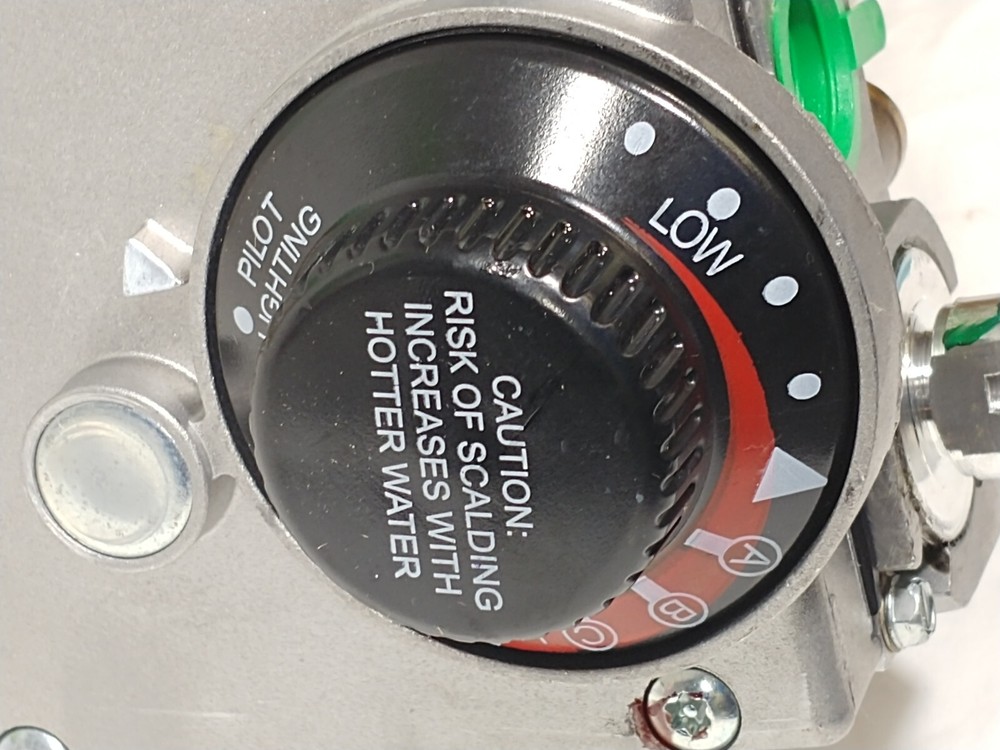 PILOT
LIGHTING
LOW
CAUTION:
RISK OF SCALDING
INCREASES WITH
HOTTER WATER
A
B
C